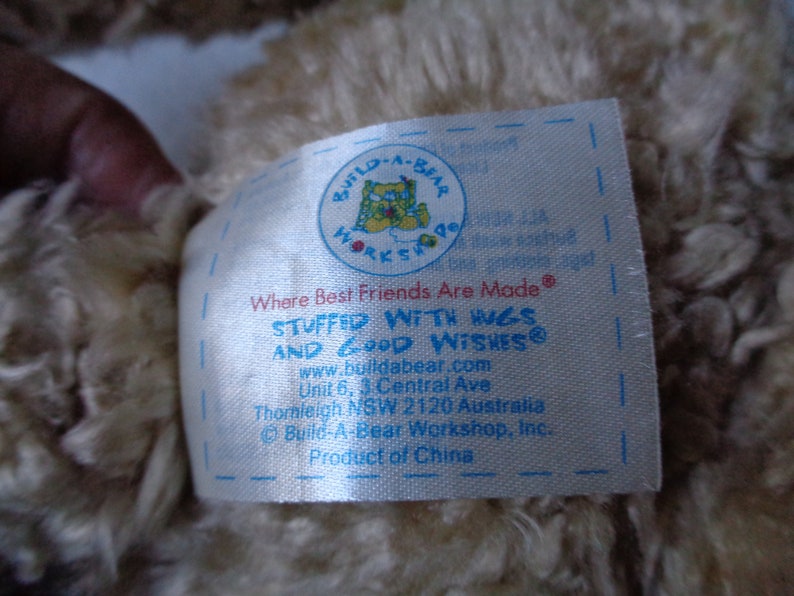 BUILD-A-BEAR
WORKSHOP®
Where Best Friends Are Made®
STUFFED WITH HUGS
AND GOOD WISHES®
www.buildabear.com
Unit 6, 3 Central Ave
Thornleigh NSW 2120 Australia
© Build-A-Bear Workshop, Inc.
Product of China